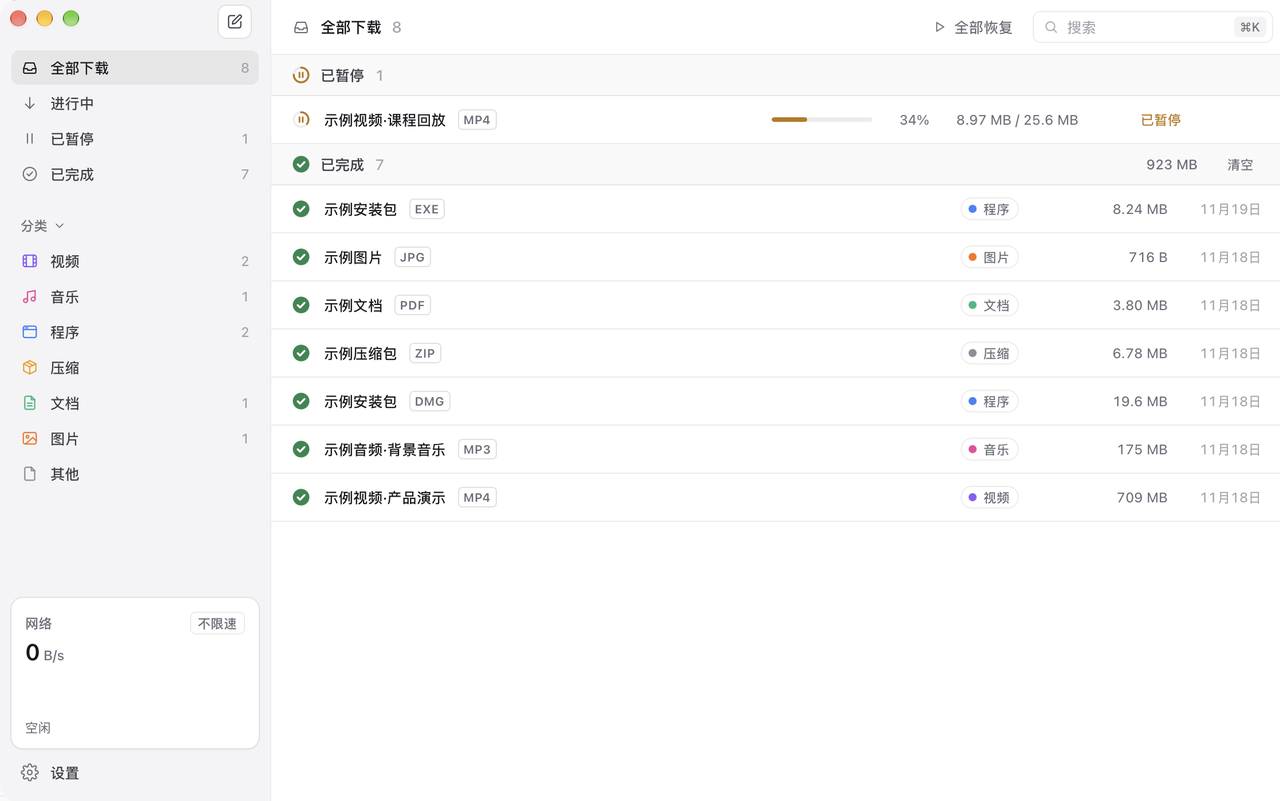 全部下载 8
进行中
已暂停 1
已完成 7
分类
视频 2
音乐 1
程序 2
压缩
文档 1
图片 1
其他
网络 不限速
0 B/s
空闲
设置
全部下载 8 全部恢复 搜索 ⌘K
已暂停 1
示例视频·课程回放 MP4 34% 8.97 MB / 25.6 MB 已暂停
已完成 7 923 MB 清空
示例安装包 EXE 程序 8.24 MB 11月19日
示例图片 JPG 图片 716 B 11月18日
示例文档 PDF 文档 3.80 MB 11月18日
示例压缩包 ZIP 压缩 6.78 MB 11月18日
示例安装包 DMG 程序 19.6 MB 11月18日
示例音频·背景音乐 MP3 音乐 175 MB 11月18日
示例视频·产品演示 MP4 视频 709 MB 11月18日